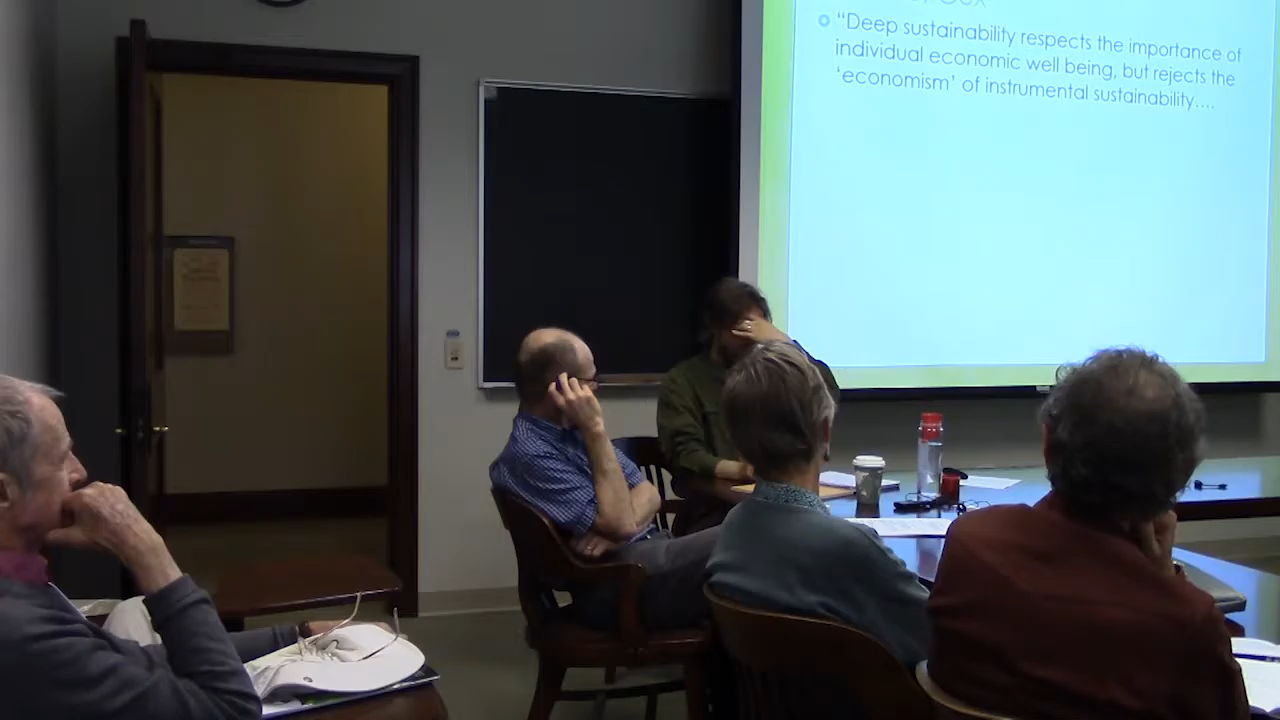 “Deep sustainability respects the importance of
individual economic well being, but rejects the
‘economism’ of instrumental sustainability....